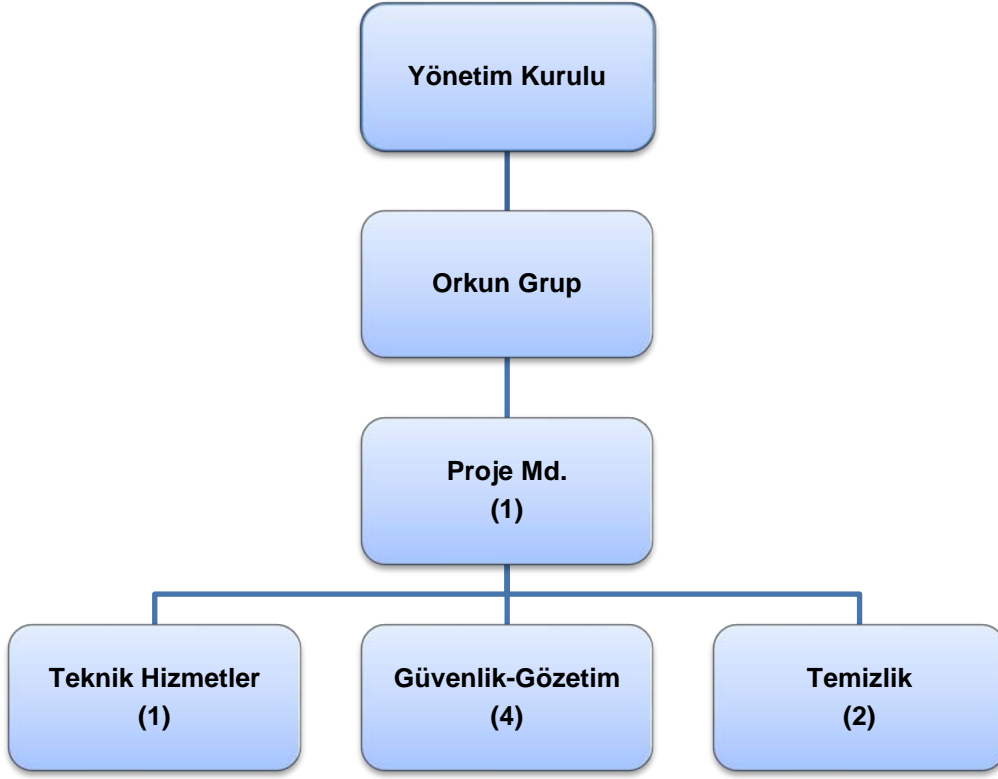 Yönetim Kurulu
Orkun Grup
Proje Md.
(1)
Teknik Hizmetler
(1)
Güvenlik-Gözetim
(4)
Temizlik
(2)